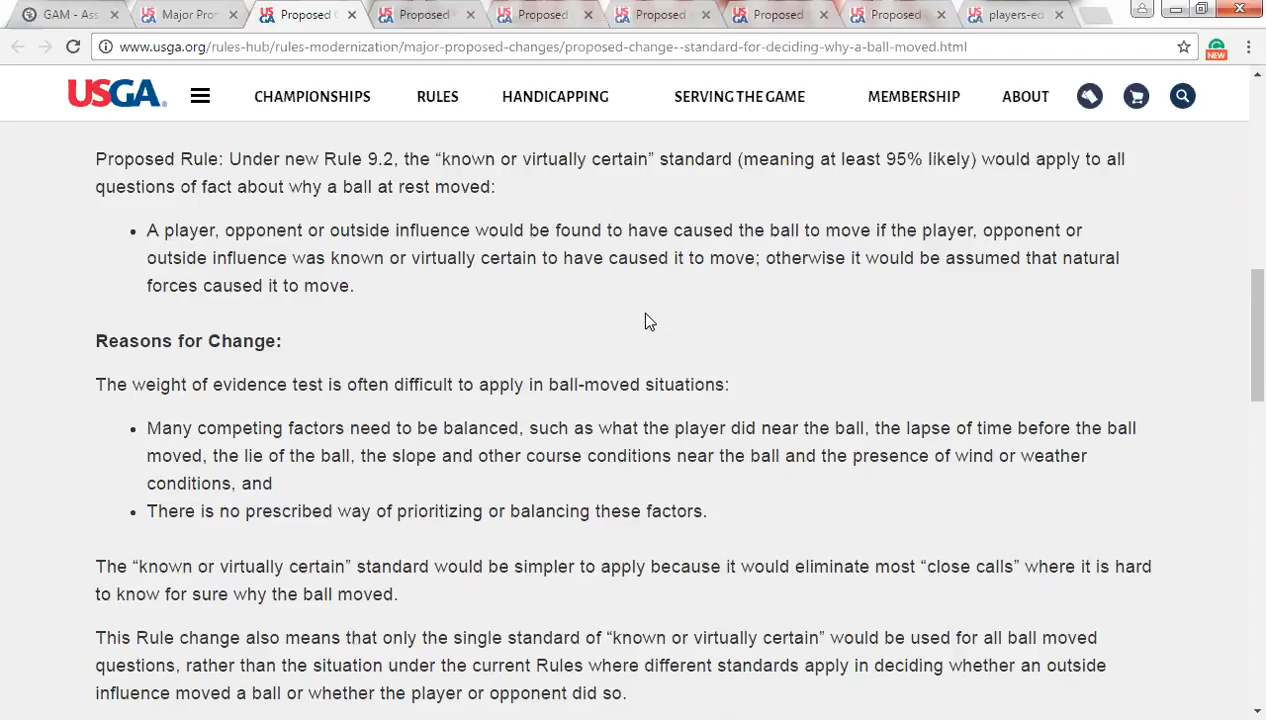 GAM - Ass
Major Pro
Proposed C
Proposed
Proposed
Proposed
Proposed
Proposed
players-ed
www.usga.org/rules-hub/rules-modernization/major-proposed-changes/proposed-change--standard-for-deciding-why-a-ball-moved.html
NEW
USGA
CHAMPIONSHIPS
RULES
HANDICAPPING
SERVING THE GAME
MEMBERSHIP
ABOUT
Proposed Rule: Under new Rule 9.2, the “known or virtually certain” standard (meaning at least 95% likely) would apply to all
questions of fact about why a ball at rest moved:
• A player, opponent or outside influence would be found to have caused the ball to move if the player, opponent or
outside influence was known or virtually certain to have caused it to move; otherwise it would be assumed that natural
forces caused it to move.
Reasons for Change:
The weight of evidence test is often difficult to apply in ball-moved situations:
• Many competing factors need to be balanced, such as what the player did near the ball, the lapse of time before the ball
moved, the lie of the ball, the slope and other course conditions near the ball and the presence of wind or weather
conditions, and
• There is no prescribed way of prioritizing or balancing these factors.
The “known or virtually certain” standard would be simpler to apply because it would eliminate most “close calls” where it is hard
to know for sure why the ball moved.
This Rule change also means that only the single standard of “known or virtually certain” would be used for all ball moved
questions, rather than the situation under the current Rules where different standards apply in deciding whether an outside
influence moved a ball or whether the player or opponent did so.